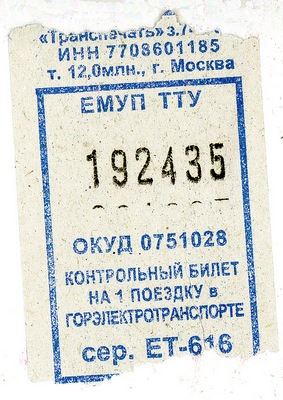 «Транспечать» з.
ИНН 7708601185
т. 12,0млн., г. Москва
ЕМУП ТТУ
192435
ОКУД 0751028
КОНТРОЛЬНЫЙ БИЛЕТ
НА 1 ПОЕЗДКУ в
ГОРЭЛЕКТРОТРАНСПОРТЕ
сер. ЕТ-616